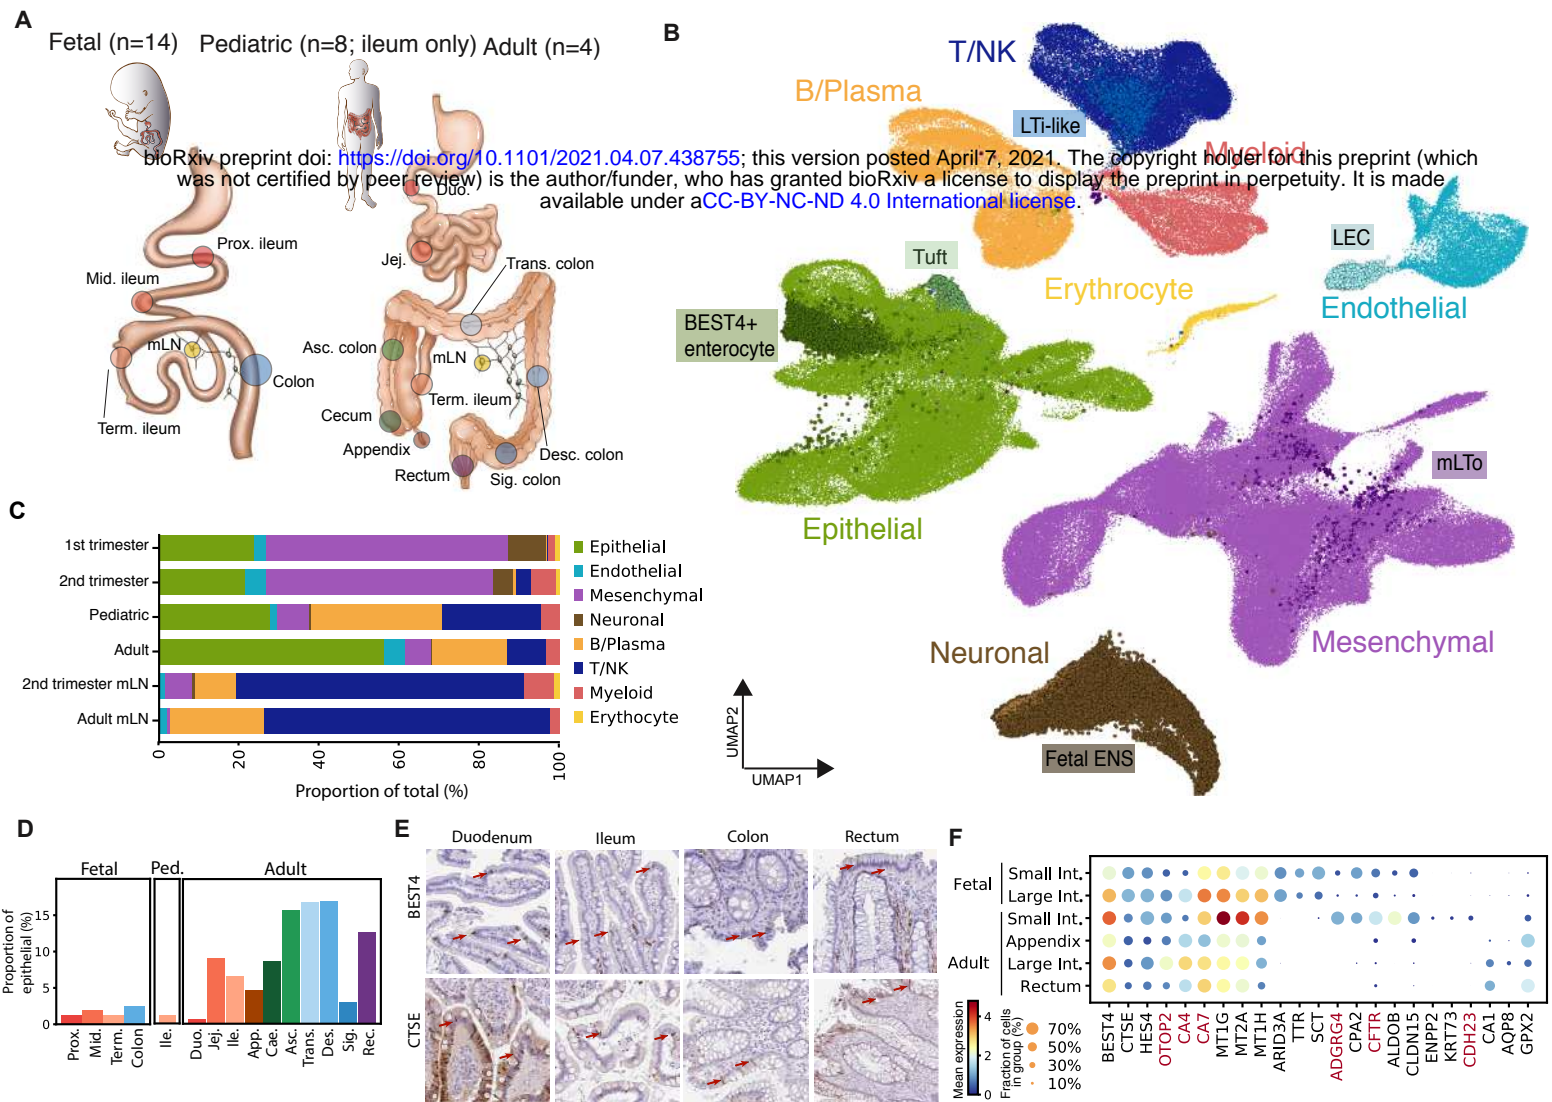 A
Fetal (n=14)
Pediatric (n=8; ileum only)
Adult (n=4)
bioRxiv preprint doi: https://doi.org/10.1101/2021.04.07.438755; this version posted April 7, 2021. The copyright holder for this preprint (which
was not certified by peer review) is the author/funder, who has granted bioRxiv a license to display the preprint in perpetuity. It is made
available under aCC-BY-NC-ND 4.0 International license.
Prox. ileum
Mid. ileum
mLN
Colon
Term. ileum
Duo.
Jej.
Trans. colon
Asc. colon
mLN
Term. ileum
Cecum
Appendix
Rectum
Sig. colon
Desc. colon
B
T/NK
B/Plasma
LTi-like
Myeloid
LEC
Endothelial
Tuft
Erythrocyte
BEST4+
enterocyte
Epithelial
mLTo
Mesenchymal
Neuronal
Fetal ENS
UMAP2
UMAP1
C
1st trimester
2nd trimester
Pediatric
Adult
2nd trimester mLN
Adult mLN
0
20
40
60
80
100
Proportion of total (%)
Epithelial
Endothelial
Mesenchymal
Neuronal
B/Plasma
T/NK
Myeloid
Erythocyte
D
Fetal
Ped.
Adult
Proportion of
epithelial (%)
15
10
5
0
Prox.
Mid.
Term.
Colon
Ile.
Duo.
Jej.
Ile.
App.
Cae.
Asc.
Trans.
Des.
Sig.
Rec.
E
Duodenum
Ileum
Colon
Rectum
BEST4
CTSE
F
Fetal
Small Int.
Large Int.
Adult
Small Int.
Appendix
Large Int.
Rectum
BEST4
CTSE
HES4
OTOP2
CA4
CA7
MT1G
MT2A
MT1H
ARID3A
TTR
SCT
ADGRG4
CPA2
CFTR
ALDOB
CLDN15
ENPP2
KRT73
CDH23
CA1
AQP8
GPX2
Mean expression
4
2
0
Fraction of cells
in group (%)
70%
50%
30%
10%